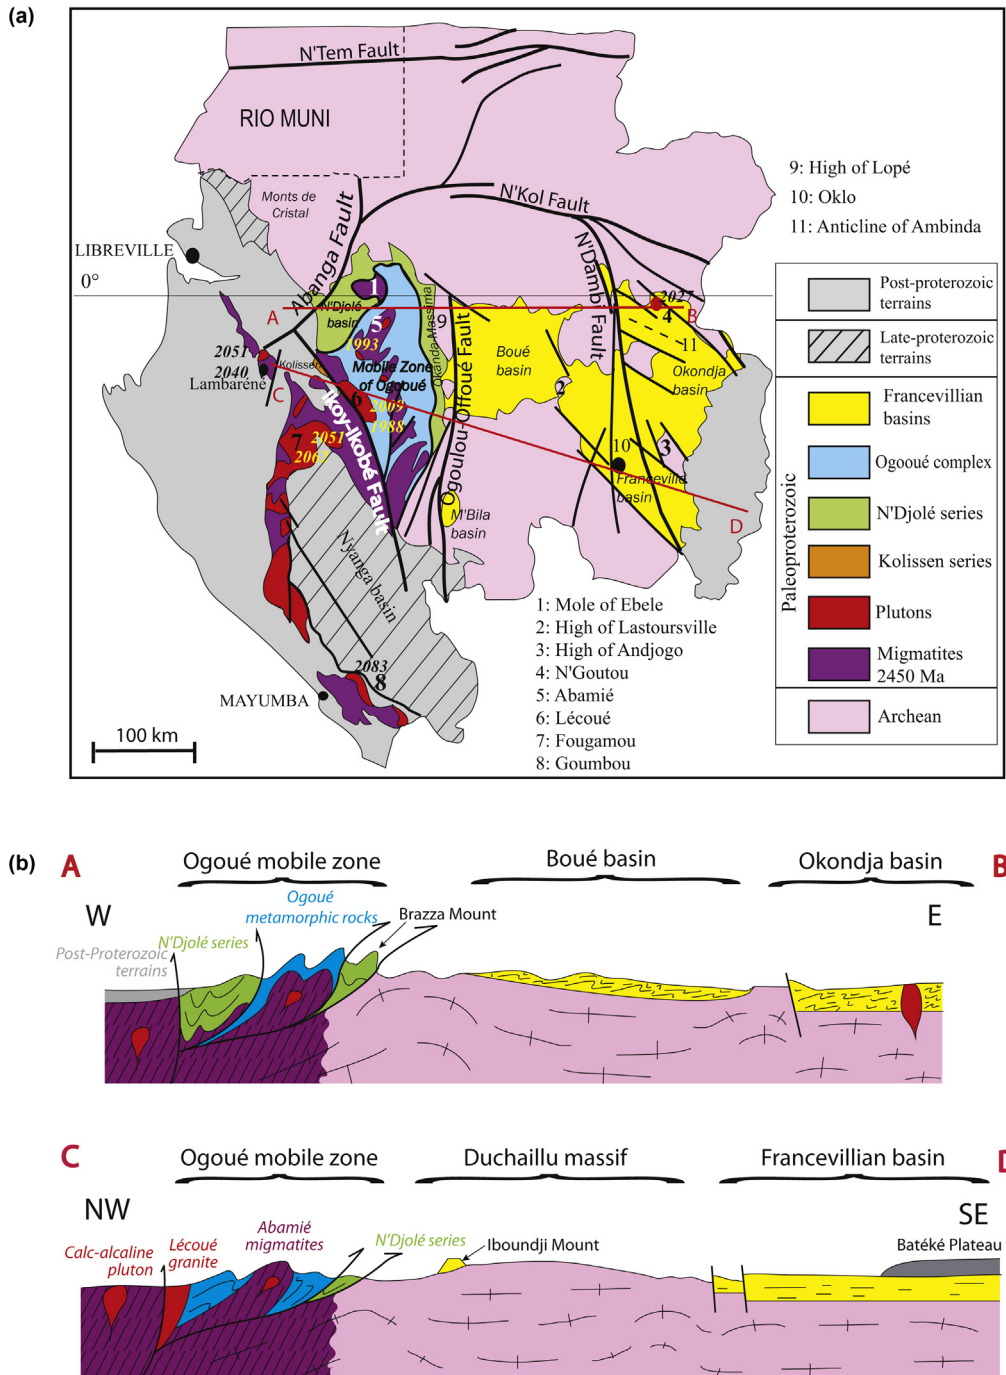 (a)
N'Tem Fault
RIO MUNI
9: High of Lopé
10: Oklo
11: Anticline of Ambinda
Monts de
Cristal
N'Kol Fault
LIBREVILLE
Abanga Fault
N'Dambi Fault
0°
1
2027
4
A
N'Djolé
basin
B
5
9
11
1993
Okanda Massima
Boué
basin
Okondja
basin
2051
2040
Lambaréné
Kolissen
Mobile Zone
of Ogooué
C
6
2
2009
1988
Ikoy-Ikobé Fault
Ogoulou-Offoué Fault
7
2051
2063
10
3
Franceville
basin
M'Bila
basin
D
Nyanga basin
2083
8
MAYUMBA
100 km
1: Mole of Ebele
2: High of Lastoursville
3: High of Andjogo
4: N'Goutou
5: Abamié
6: Lécoué
7: Fougamou
8: Goumbou
Post-proterozoic
terrains
Late-proterozoic
terrains
Paleoproterozoic
Francevillian
basins
Ogooué complex
N'Djolé series
Kolissen series
Plutons
Migmatites
2450 Ma
Archean
(b)
A
Ogoué mobile zone
Boué basin
Okondja basin
B
W
Ogoué
metamorphic rocks
Brazza Mount
E
N'Djolé series
Post-Proterozoic
terrains
C
Ogoué mobile zone
Duchaillu massif
Francevillian basin
D
NW
SE
Calc-alcaline
pluton
Lécoué
granite
Abamié
migmatites
N'Djolé series
Iboundji Mount
Batéké Plateau